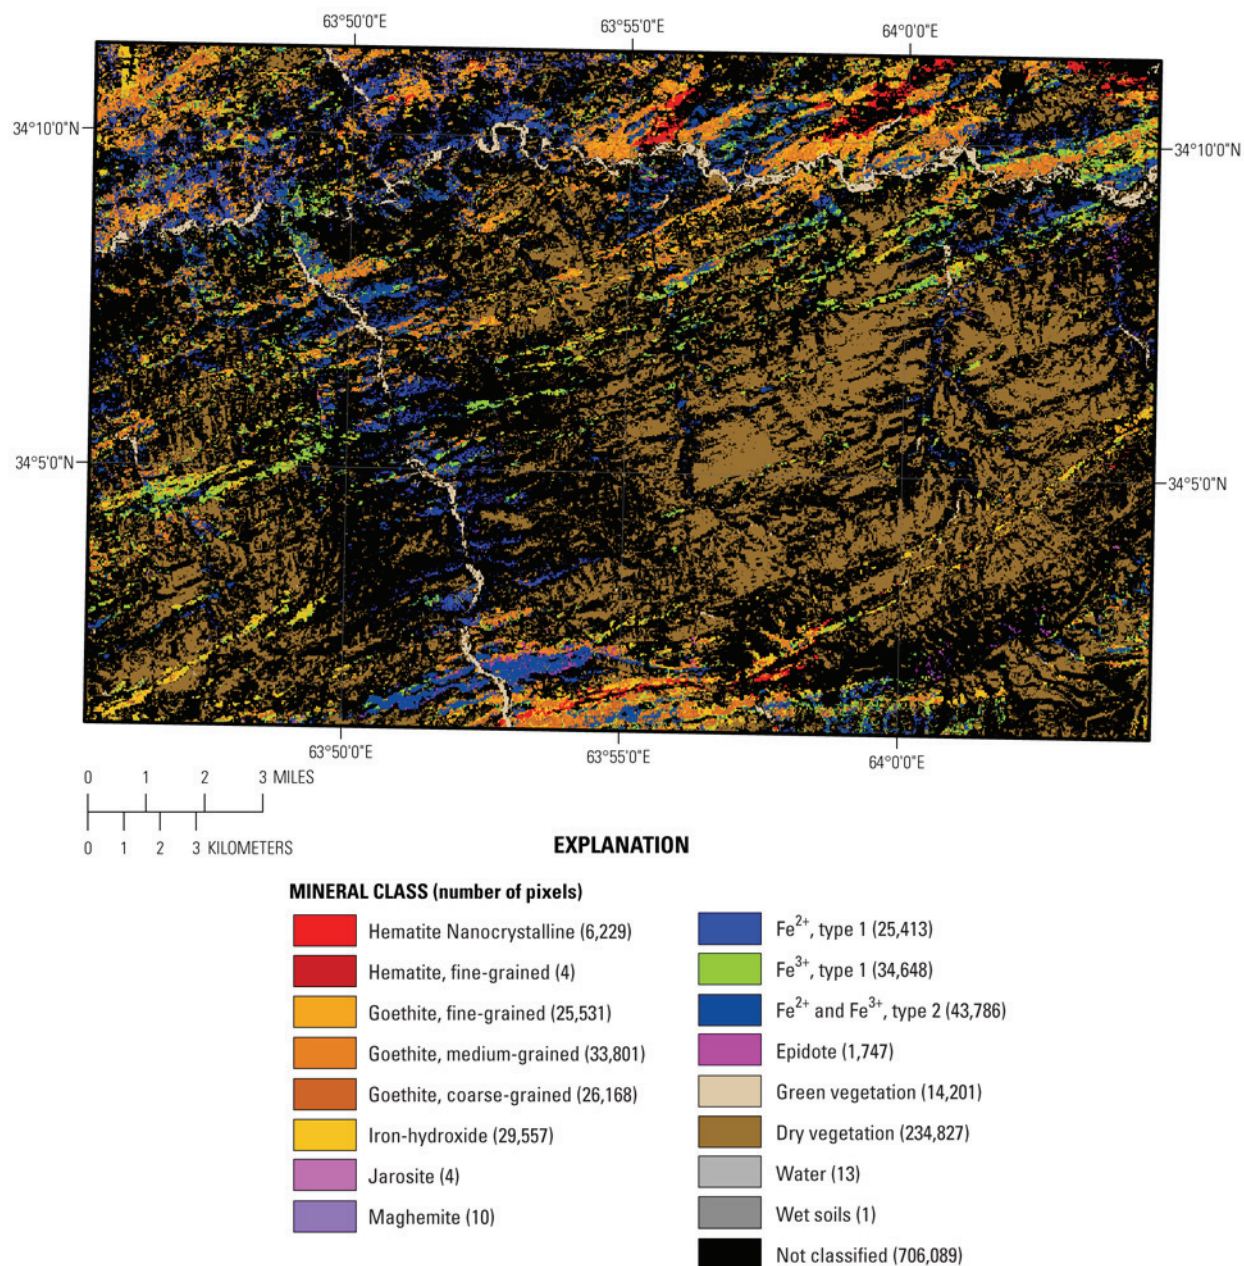 63°50'0"E
63°55'0"E
64°0'0"E
34°10'0"N
34°10'0"N
34°5'0"N
34°5'0"N
63°50'0"E
63°55'0"E
64°0'0"E
0 1 2 3 MILES
0 1 2 3 KILOMETERS
EXPLANATION
MINERAL CLASS (number of pixels)
Hematite Nanocrystalline (6,229)
Hematite, fine-grained (4)
Goethite, fine-grained (25,531)
Goethite, medium-grained (33,801)
Goethite, coarse-grained (26,168)
Iron-hydroxide (29,557)
Jarosite (4)
Maghemite (10)
Fe2+, type 1 (25,413)
Fe3+, type 1 (34,648)
Fe2+ and Fe3+, type 2 (43,786)
Epidote (1,747)
Green vegetation (14,201)
Dry vegetation (234,827)
Water (13)
Wet soils (1)
Not classified (706,089)